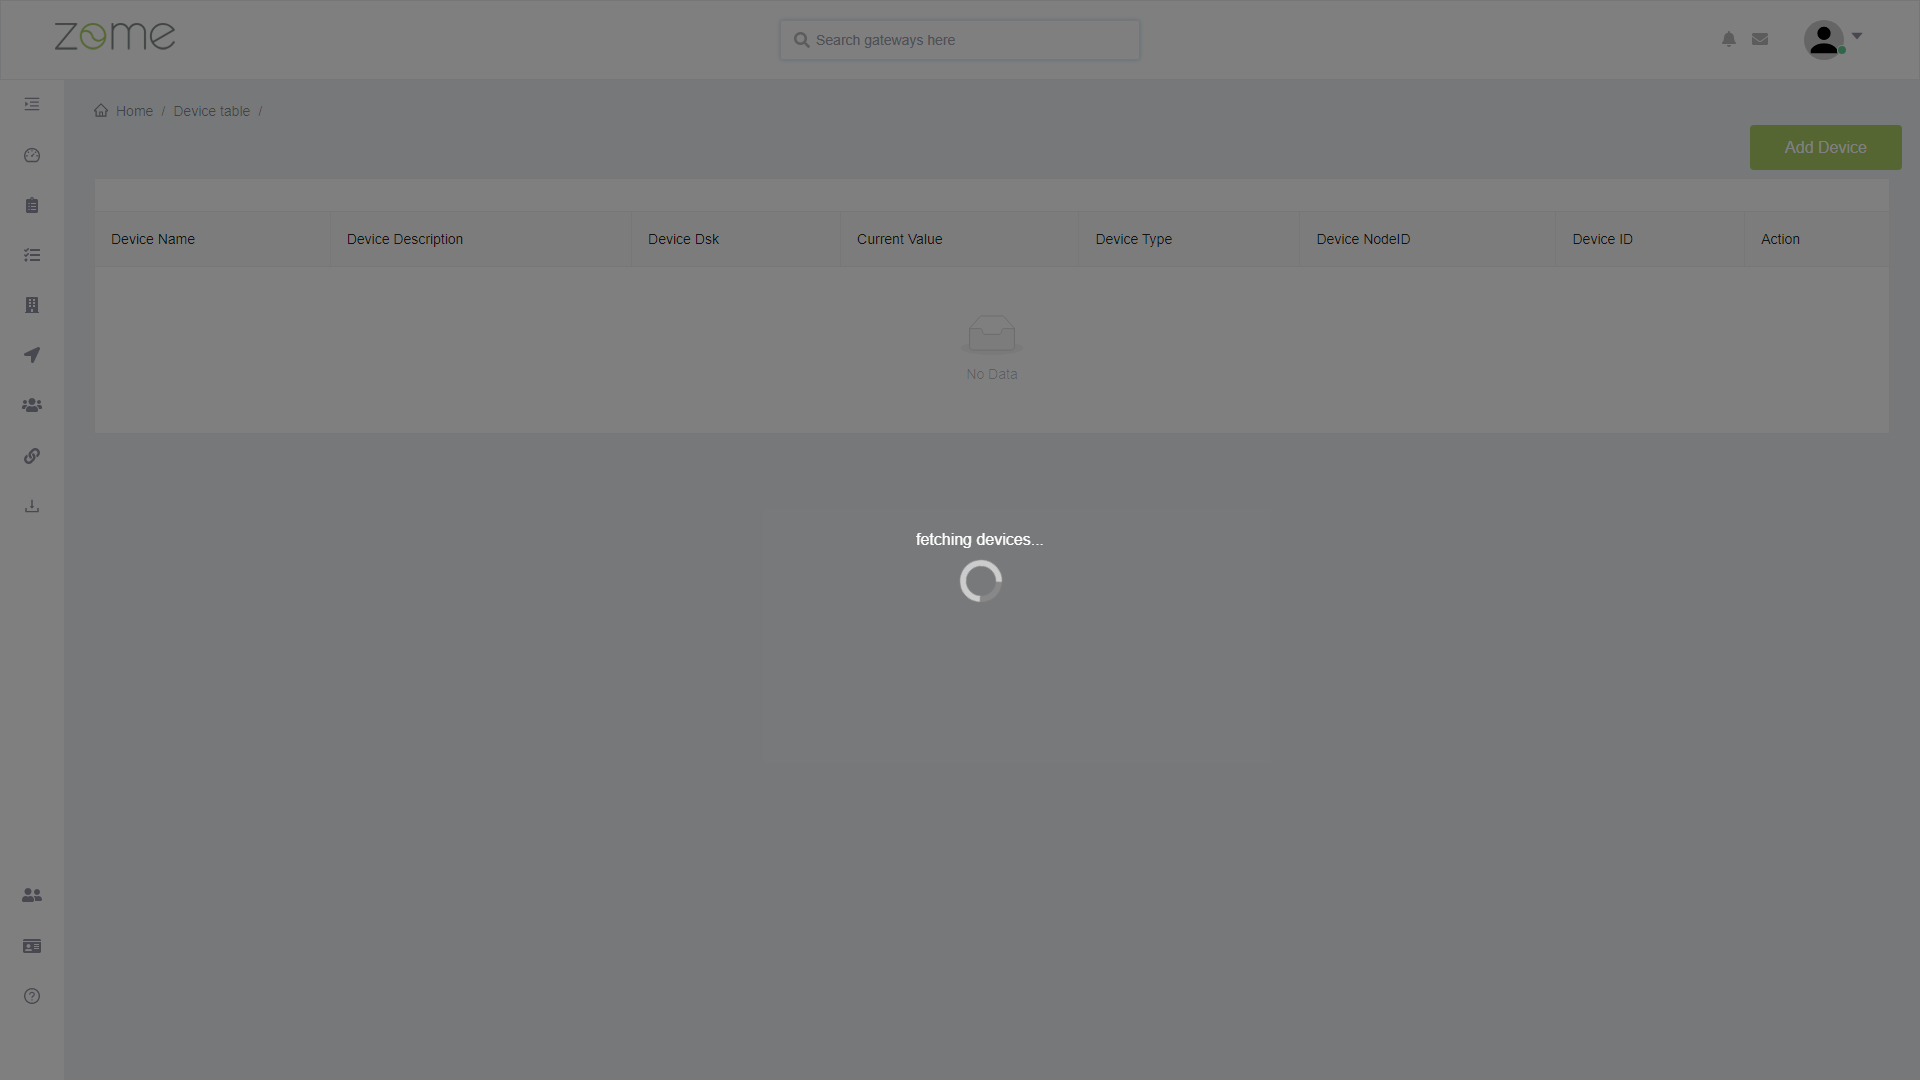 zome
Search gateways here
Home / Device table /
Add Device
Device Name Device Description Device Dsk Current Value Device Type Device NodeID Device ID Action
No Data
fetching devices...